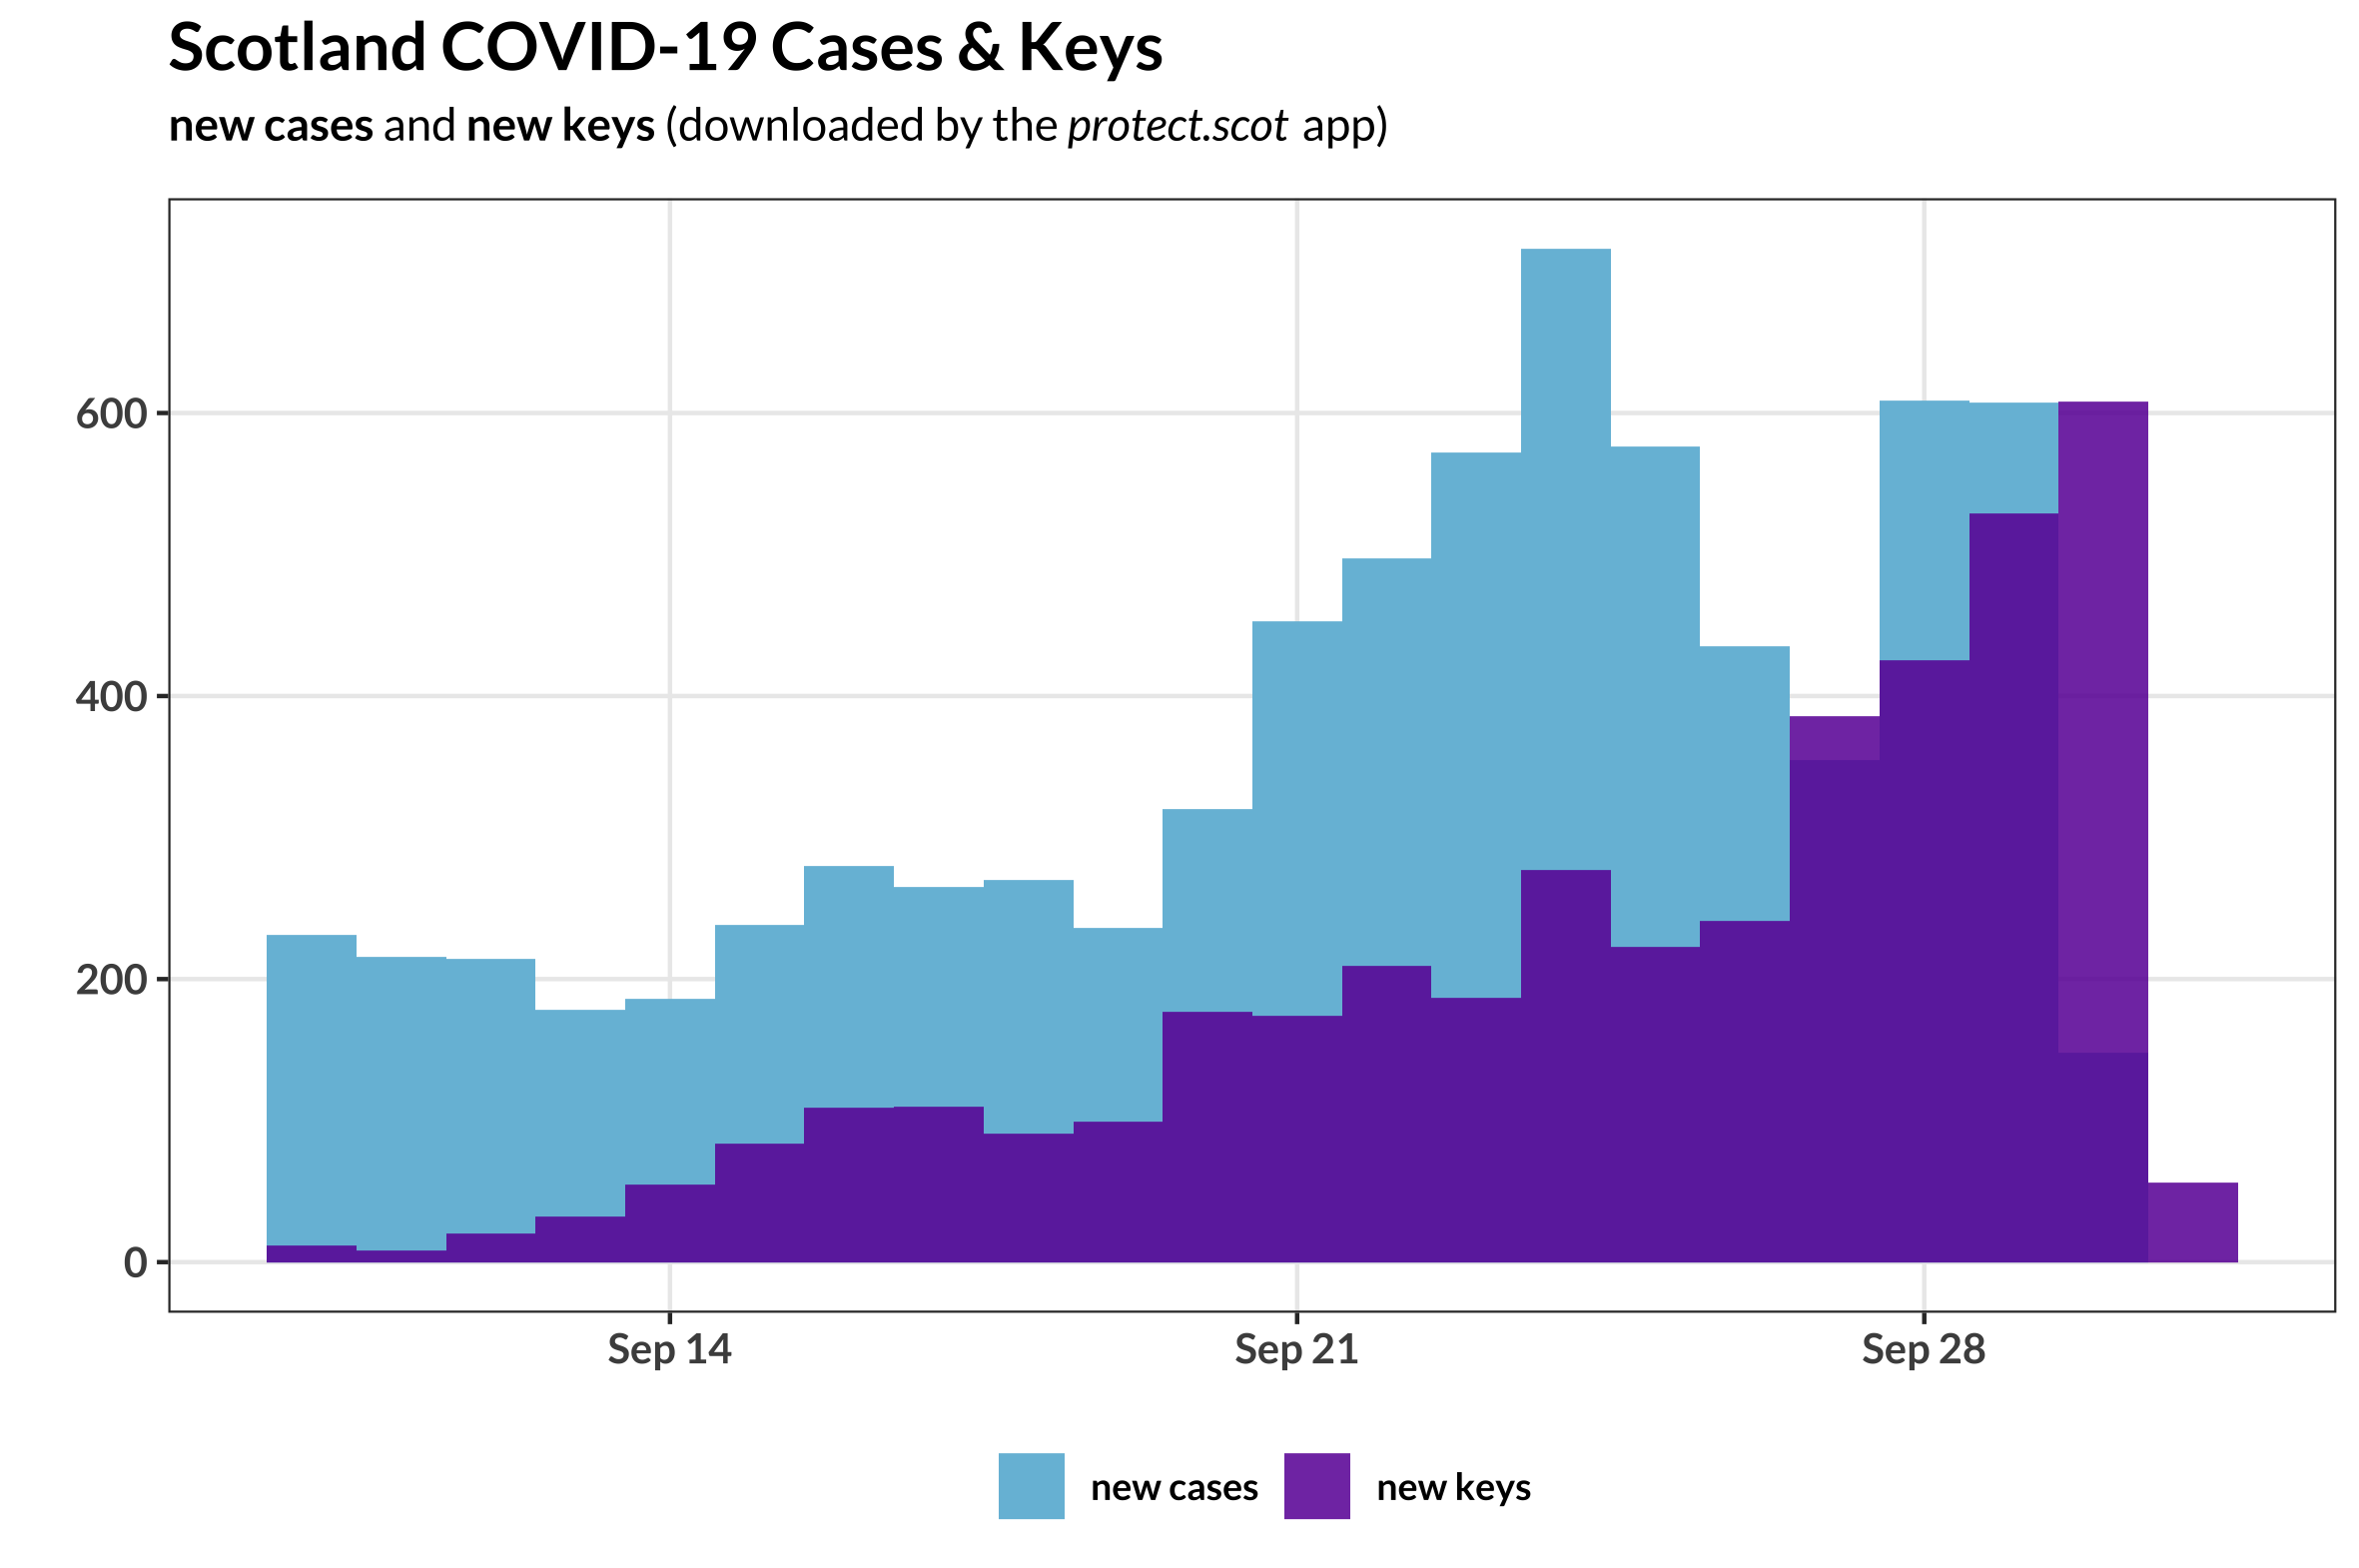 Scotland COVID-19 Cases & Keys
new cases and new keys (downloaded by the protect.scot app)
600
400
200
0
Sep 14 Sep 21 Sep 28
new cases new keys